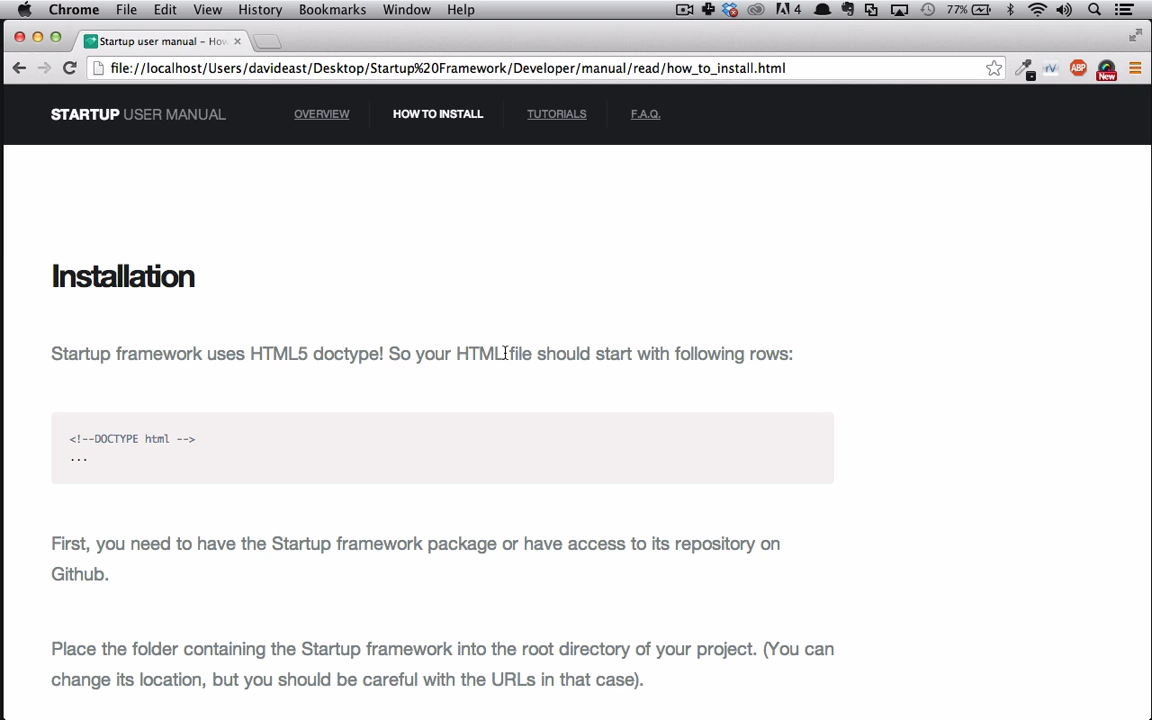 Chrome File Edit View History Bookmarks Window Help 4 77%
Startup user manual – How
file://localhost/Users/davideast/Desktop/Startup%20Framework/Developer/manual/read/how_to_install.html ABP New
STARTUP USER MANUAL OVERVIEW HOW TO INSTALL TUTORIALS F.A.Q.
Installation
Startup framework uses HTML5 doctype! So your HTML file should start with following rows:
<!--DOCTYPE html -->
...
First, you need to have the Startup framework package or have access to its repository on
Github.
Place the folder containing the Startup framework into the root directory of your project. (You can
change its location, but you should be careful with the URLs in that case).